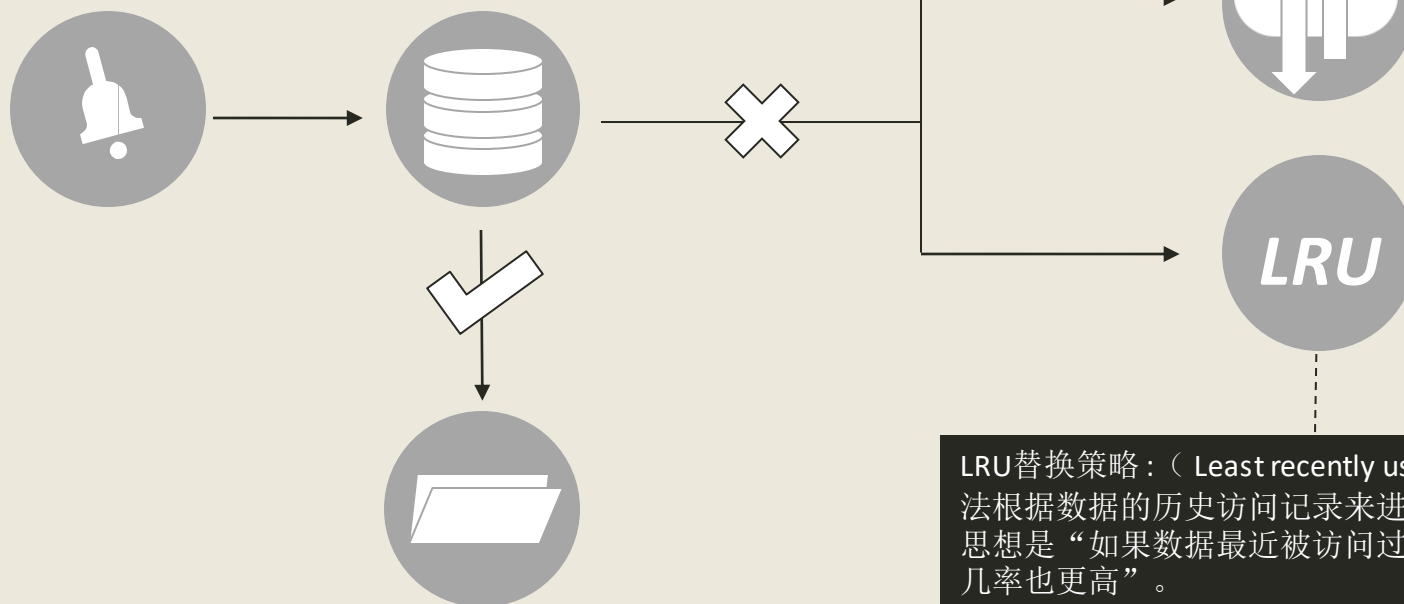 LRU
LRU替换策略：（ Least recently
法根据数据的历史访问记录来进
思想是“如果数据最近被访问过
几率也更高”。